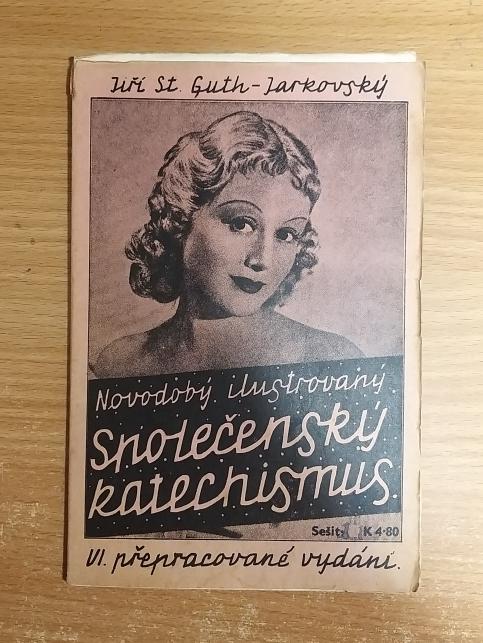 Jiří St. Guth-Jarkovský
Novodobý ilustrovaný
Společenský
katechismus.
Sešit: K 4·80
VI. přepracované vydání.